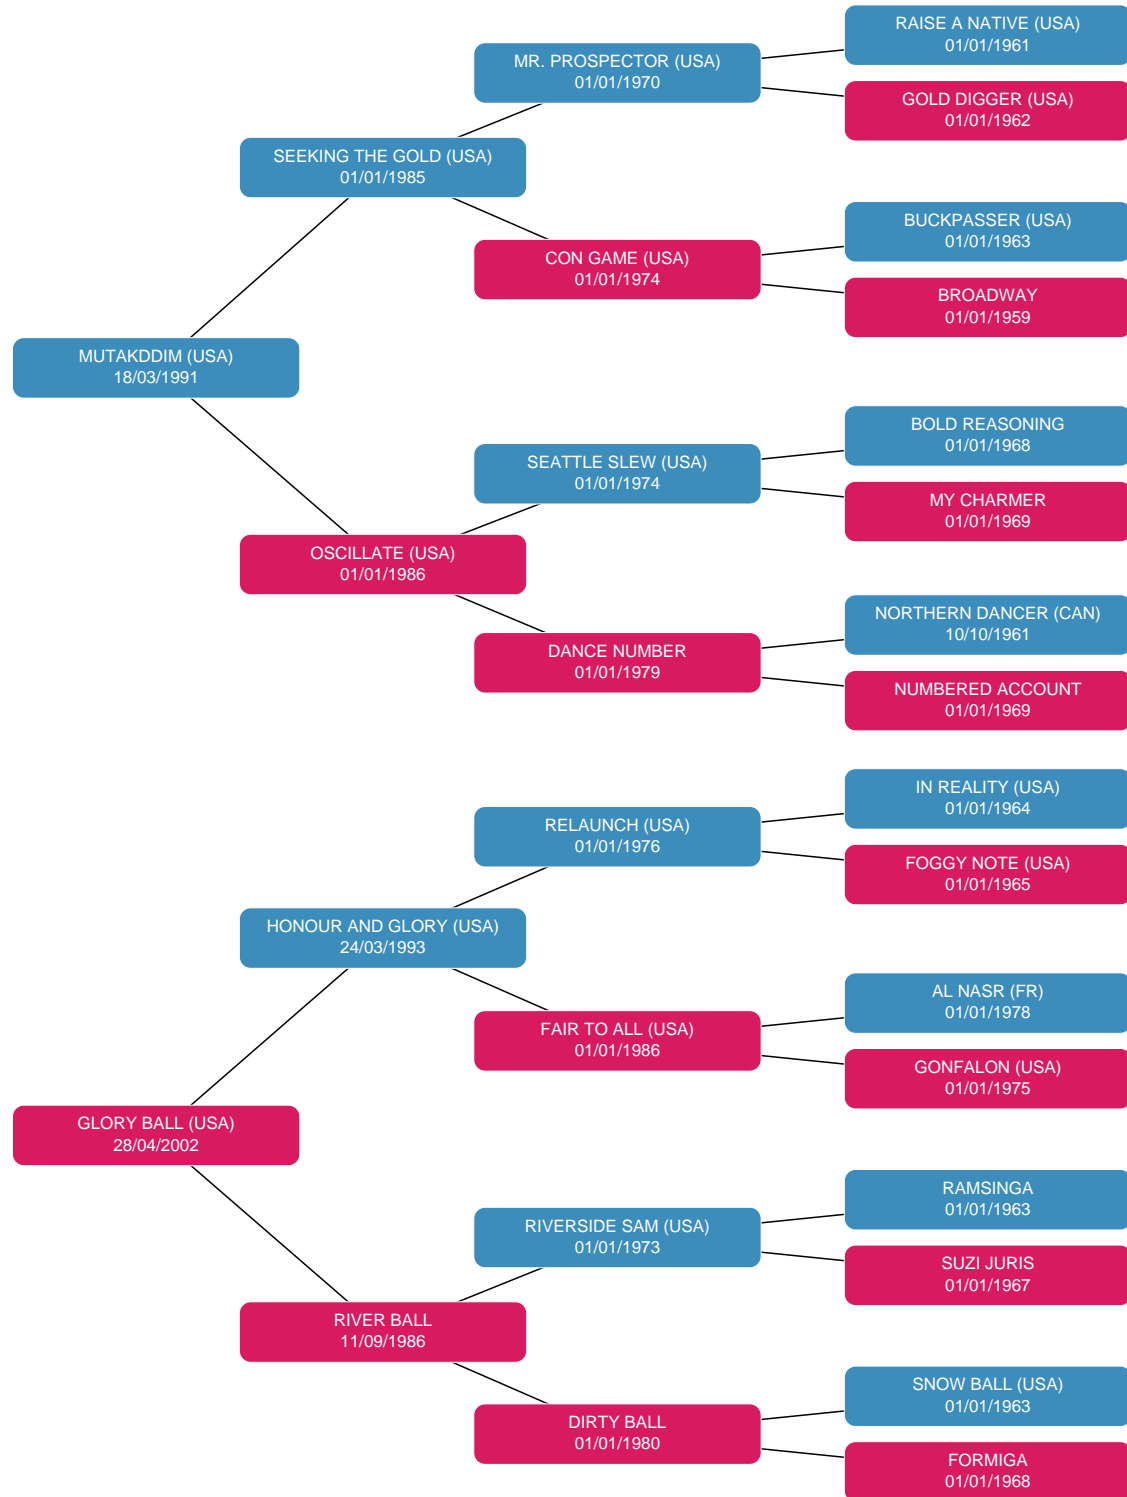 RAISE A NATIVE (USA)
01/01/1961
MR. PROSPECTOR (USA)
01/01/1970
GOLD DIGGER (USA)
01/01/1962
SEEKING THE GOLD (USA)
01/01/1985
BUCKPASSER (USA)
01/01/1963
CON GAME (USA)
01/01/1974
BROADWAY
01/01/1959
MUTAKDDIM (USA)
18/03/1991
BOLD REASONING
01/01/1968
SEATTLE SLEW (USA)
01/01/1974
MY CHARMER
01/01/1969
OSCILLATE (USA)
01/01/1986
NORTHERN DANCER (CAN)
10/10/1961
DANCE NUMBER
01/01/1979
NUMBERED ACCOUNT
01/01/1969
IN REALITY (USA)
01/01/1964
RELAUNCH (USA)
01/01/1976
FOGGY NOTE (USA)
01/01/1965
HONOUR AND GLORY (USA)
24/03/1993
AL NASR (FR)
01/01/1978
FAIR TO ALL (USA)
01/01/1986
GONFALON (USA)
01/01/1975
GLORY BALL (USA)
28/04/2002
RAMSINGA
01/01/1963
RIVERSIDE SAM (USA)
01/01/1973
SUZI JURIS
01/01/1967
RIVER BALL
11/09/1986
SNOW BALL (USA)
01/01/1963
DIRTY BALL
01/01/1980
FORMIGA
01/01/1968